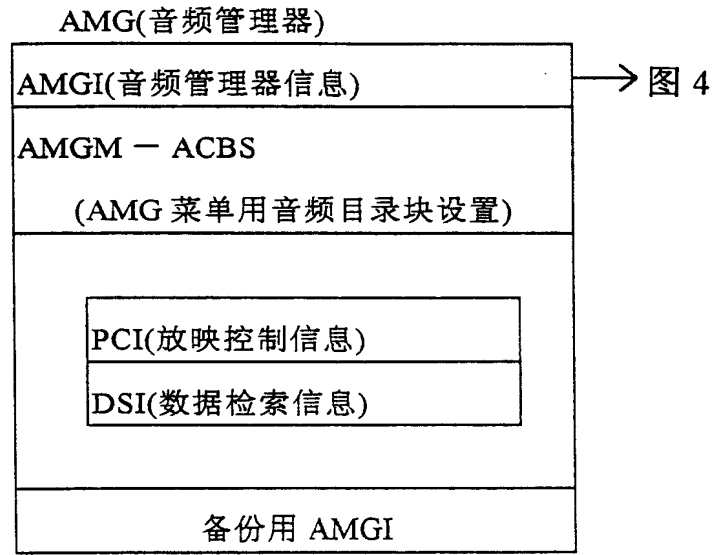 AMG(音频管理器)
AMGI(音频管理器信息)
图 4
AMGM － ACBS
(AMG 菜单用音频目录块设置)
PCI(放映控制信息)
DSI(数据检索信息)
备份用 AMGI